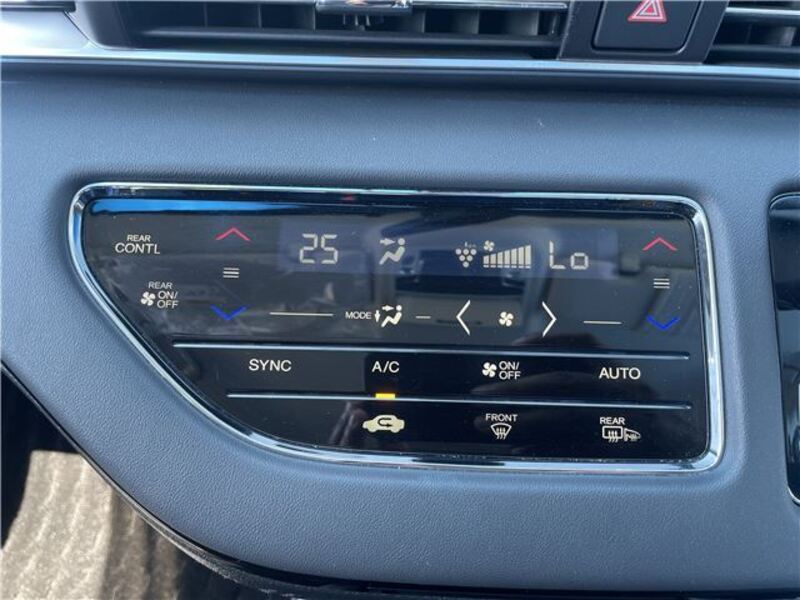 REAR
CONTL
25
Lo
REAR
ON/
OFF
MODE
SYNC
A/C
ON/
OFF
AUTO
FRONT
REAR